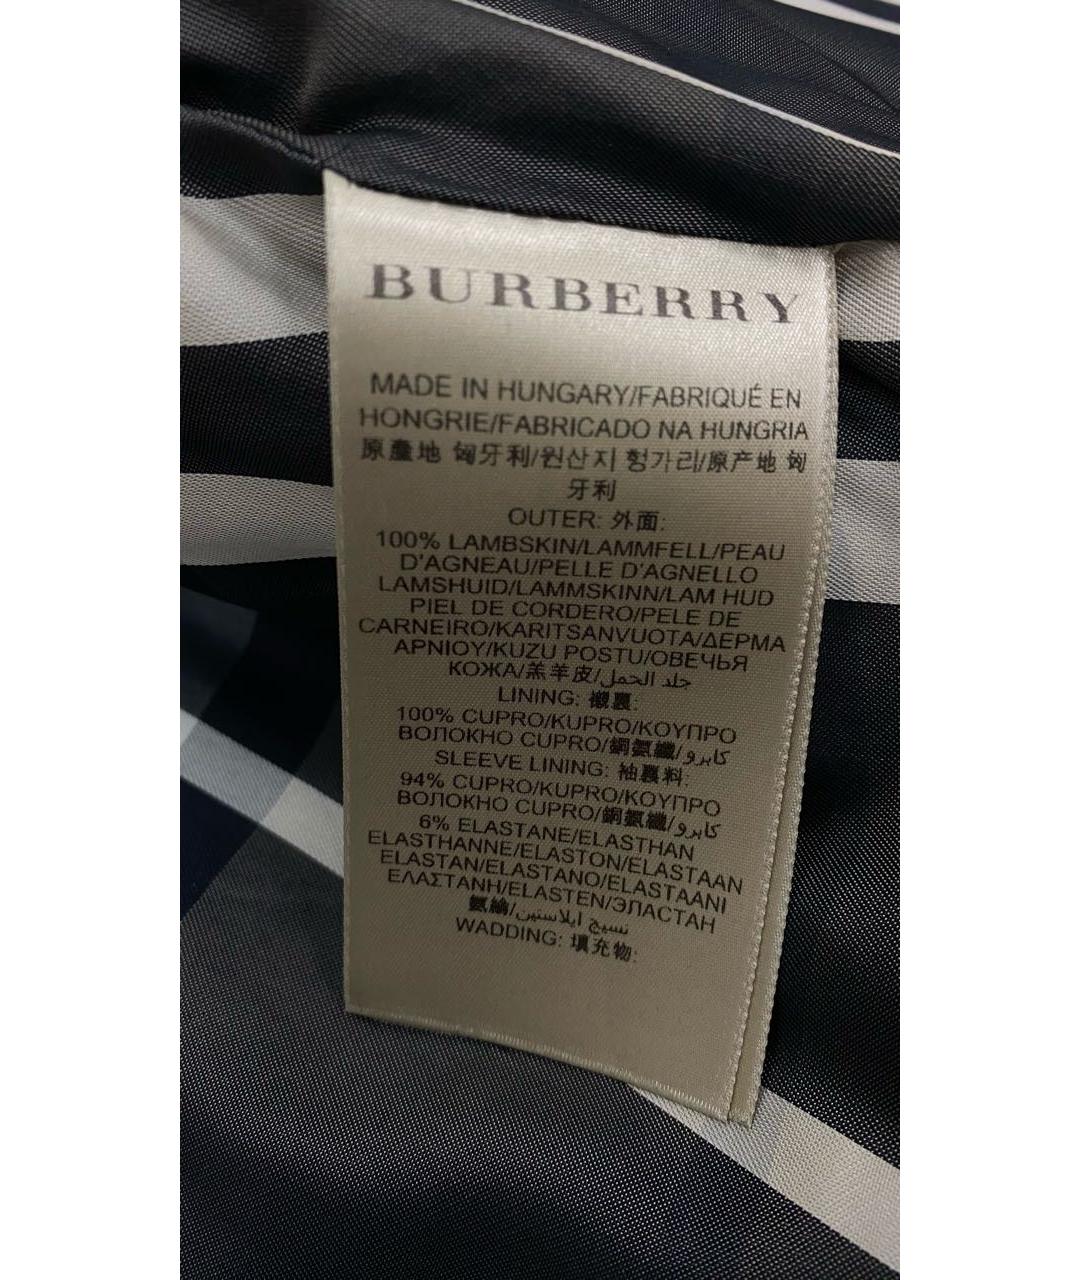 BURBERRY
MADE IN HUNGARY/FABRIQUÉ EN
HONGRIE/FABRICADO NA HUNGRIA
原產地 匈牙利/원산지 헝가리/原产地 匈
牙利
OUTER: 外面:
100% LAMBSKIN/LAMMFELL/PEAU
D'AGNEAU/PELLE D'AGNELLO
LAMSHUID/LAMMSKINN/LAM HUD
PIEL DE CORDERO/PELE DE
CARNEIRO/KARITSANVUOTA/ΔΕΡΜΑ
ΑΡΝΙΟΥ/KUZU POSTU/ОВЕЧЬЯ
КОЖА/羔羊皮/جلد الحمل
LINING: 襯裏:
100% CUPRO/KUPRO/ΚΟΥΠΡΟ
ВОЛОКНО CUPRO/銅氨纖/كابرو
SLEEVE LINING: 袖裏料:
94% CUPRO/KUPRO/ΚΟΥΠΡΟ
ВОЛОКНО CUPRO/銅氨纖/كابرو
6% ELASTANE/ELASTHAN
ELASTHANNE/ELASTON/ELASTAAN
ELASTAN/ELASTANO/ELASTAANI
ΕΛΑΣΤΑΝΗ/ELASTEN/ЭЛАСТАН
氨綸/نسيج ايلاستين
WADDING: 填充物: